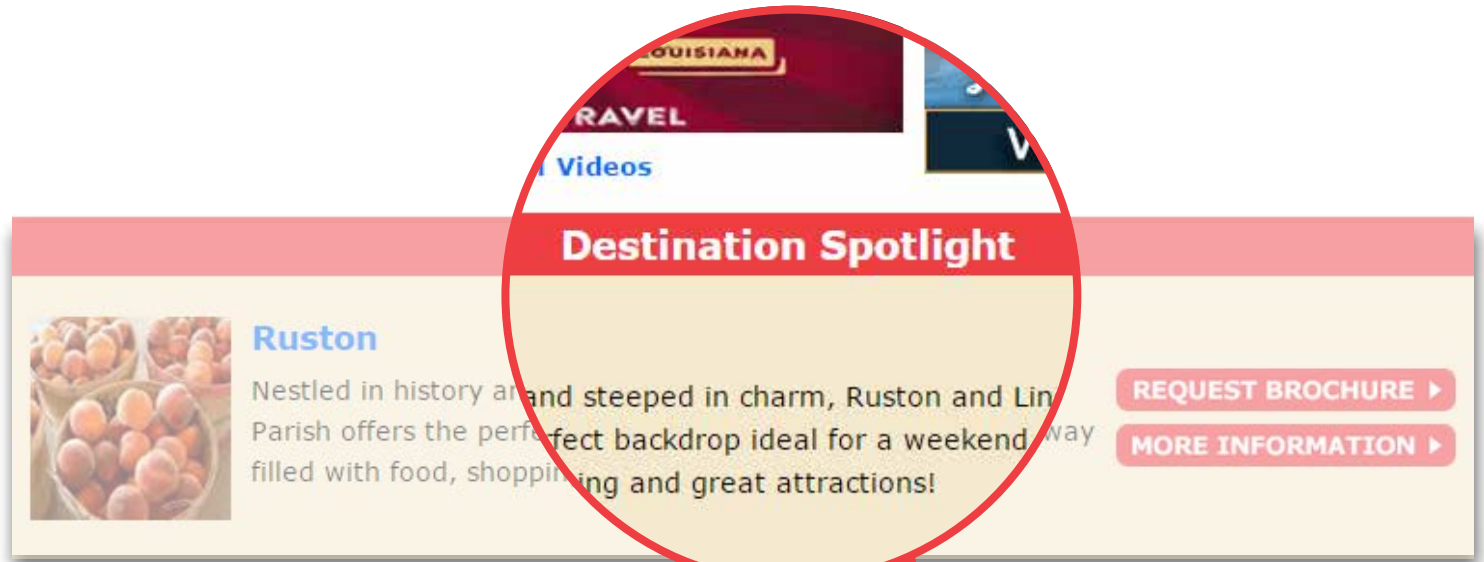 LOUISIANA
RAVEL
Videos
Destination Spotlight
Ruston
Nestled in history and steeped in charm, Ruston and Lin
Parish offers the perfect backdrop ideal for a weekend way
filled with food, shopping and great attractions!
REQUEST BROCHURE
MORE INFORMATION